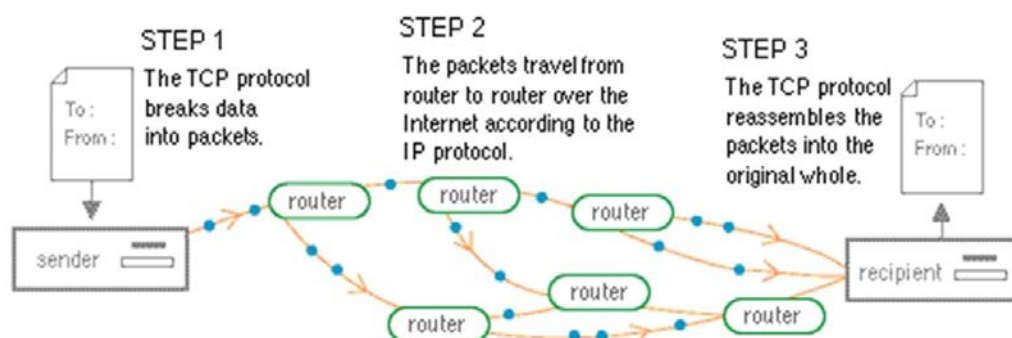 STEP 1
The TCP protocol
breaks data
into packets.
To :
From :
STEP 2
The packets travel from
router to router over the
Internet according to the
IP protocol.
STEP 3
The TCP protocol
reassembles the
packets into the
original whole.
To :
From :
sender
router
router
router
router
router
router
recipient